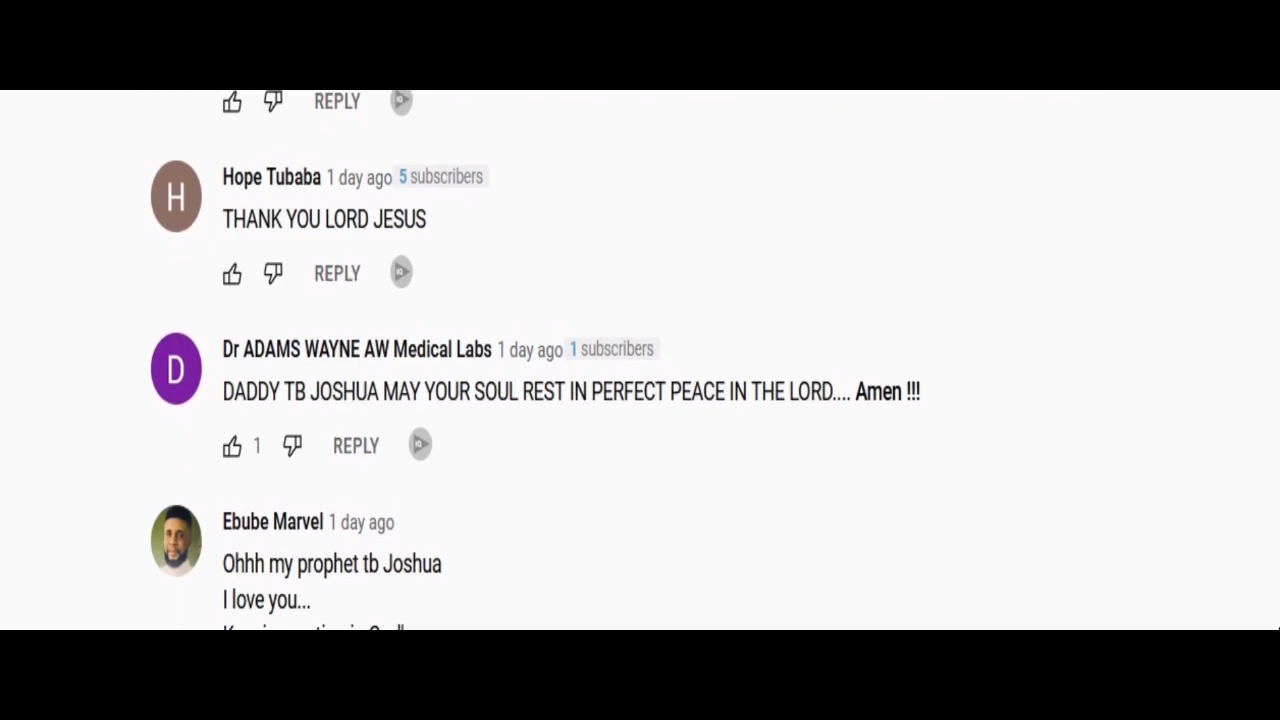 REPLY
H
Hope Tubaba 1 day ago 5 subscribers
THANK YOU LORD JESUS
REPLY
D
Dr ADAMS WAYNE AW Medical Labs 1 day ago 1 subscribers
DADDY TB JOSHUA MAY YOUR SOUL REST IN PERFECT PEACE IN THE LORD.... Amen !!!
1 REPLY
Ebube Marvel 1 day ago
Ohhh my prophet tb Joshua
I love you...